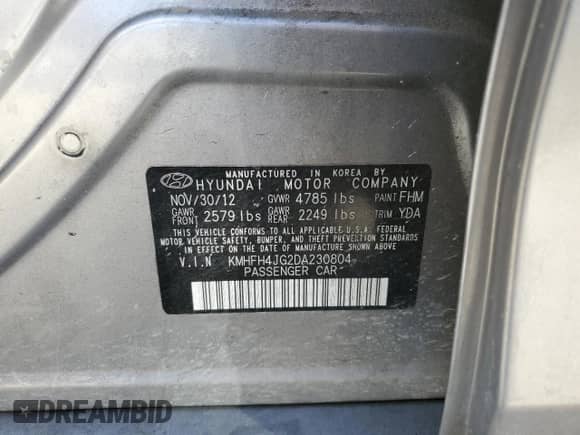 MANUFACTURED IN KOREA BY
HYUNDAI MOTOR COMPANY
NOV/30/12 GVWR 4785 lbs PAINT FHM
GAWR FRONT 2579 lbs GAWR REAR 2249 lbs TRIM YDA
THIS VEHICLE CONFORMS TO ALL APPLICABLE U.S.A. FEDERAL
MOTOR VEHICLE SAFETY, BUMPER, AND THEFT PREVENTION STANDARDS
IN EFFECT ON THE DATE OF MANUFACTURE SHOWN ABOVE.
V.I.N KMHFH4JG2DA230804
PASSENGER CAR
DREAMBID